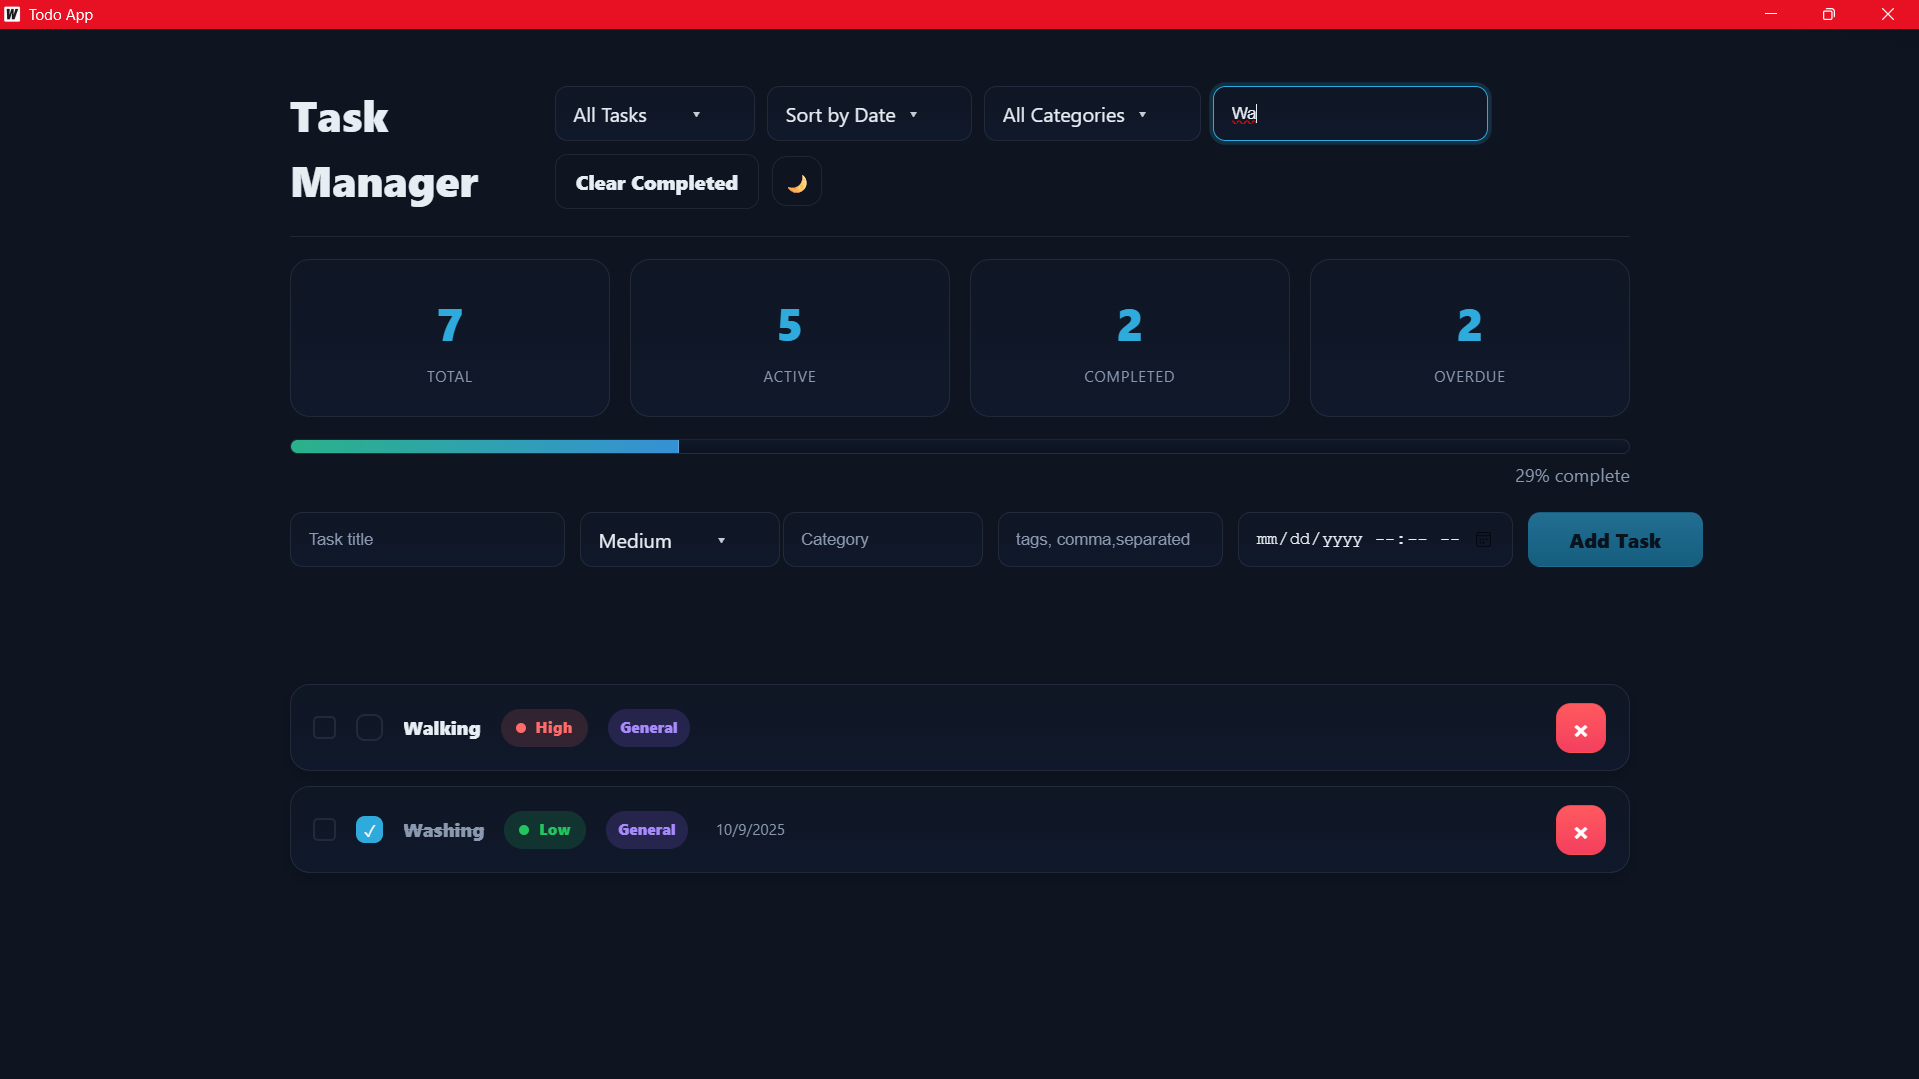 W Todo App
Task Manager
All Tasks
Sort by Date
All Categories
Wa
Clear Completed
7
TOTAL
5
ACTIVE
2
COMPLETED
2
OVERDUE
29% complete
Task title
Medium
Category
tags, comma,separated
mm/dd/yyyy --:-- --
Add Task
Walking
High
General
×
Washing
Low
General
10/9/2025
×